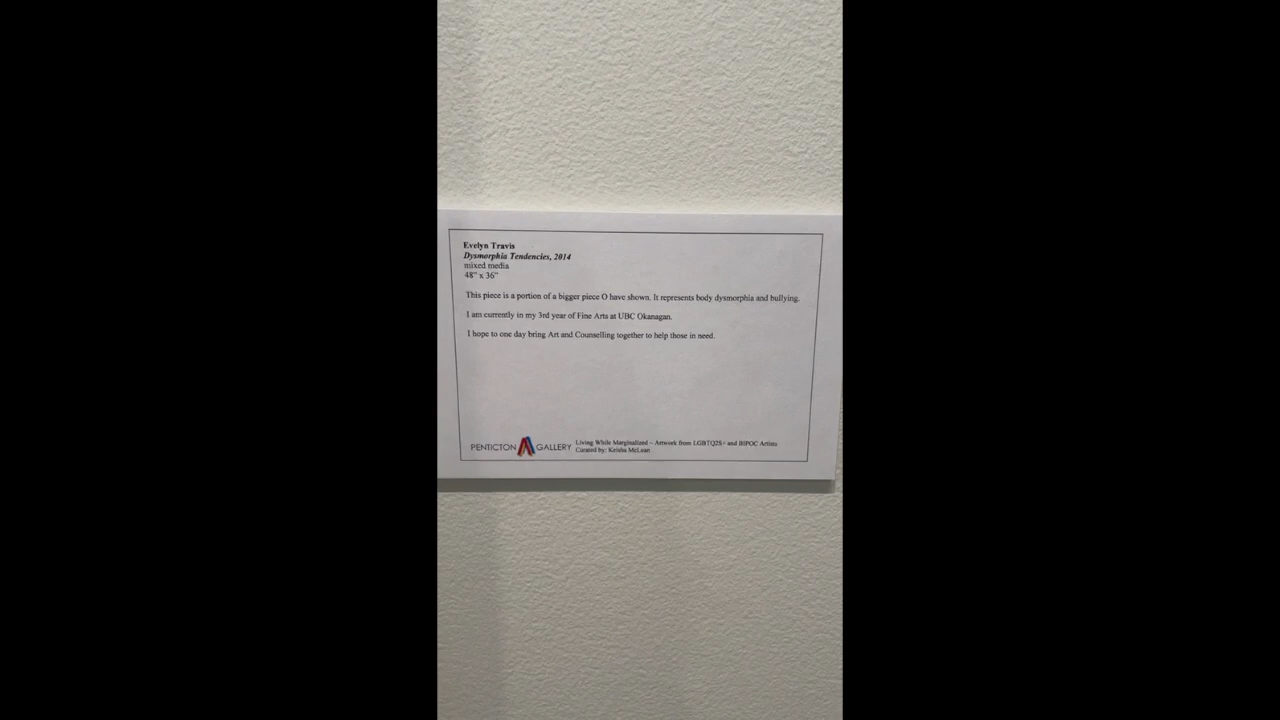 Evelyn Travis
Dysmorphia Tendencies, 2014
mixed media
48" x 36"
This piece is a portion of a bigger piece O have shown. It represents body dysmorphia and bullying.
I am currently in my 3rd year of Fine Arts at UBC Okanagan.
I hope to one day bring Art and Counselling together to help those in need.
PENTICTON GALLERY
Living While Marginalized – Artwork from LGBTQ2S+ and BIPOC Artists
Curated by: Keisha McLean